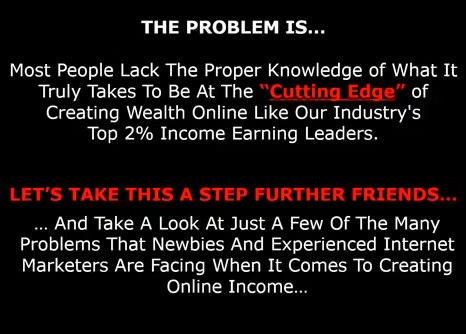 THE PROBLEM IS...
Most People Lack The Proper Knowledge of What It
Truly Takes To Be At The “Cutting Edge” of
Creating Wealth Online Like Our Industry's
Top 2% Income Earning Leaders.
LET’S TAKE THIS A STEP FURTHER FRIENDS...
... And Take A Look At Just A Few Of The Many
Problems That Newbies And Experienced Internet
Marketers Are Facing When It Comes To Creating
Online Income...